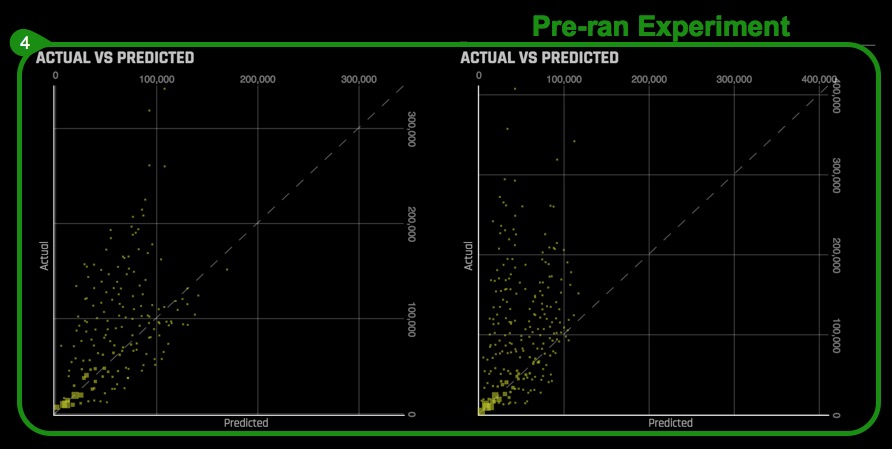 Pre-ran Experiment
4
ACTUAL VS PREDICTED
0 100,000 200,000 300,000
300,000
200,000
100,000
0
Actual
Predicted
ACTUAL VS PREDICTED
0 100,000 200,000 300,000 400,000
400,000
300,000
200,000
100,000
0
Actual
Predicted